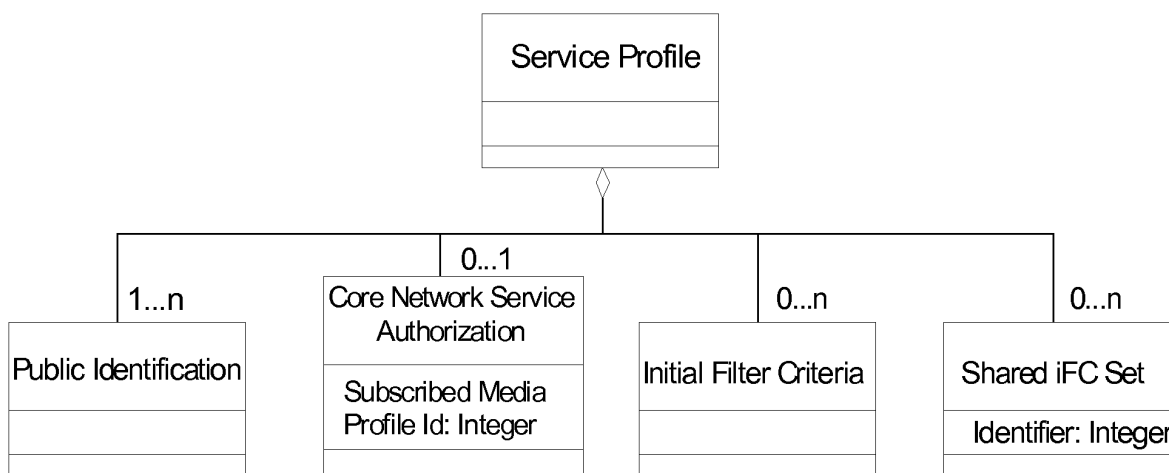 Service Profile
0...1
1...n
0...n
0...n
Core Network Service
Authorization
Public Identification
Initial Filter Criteria
Shared iFC Set
Subscribed Media
Profile Id: Integer
Identifier: Integer